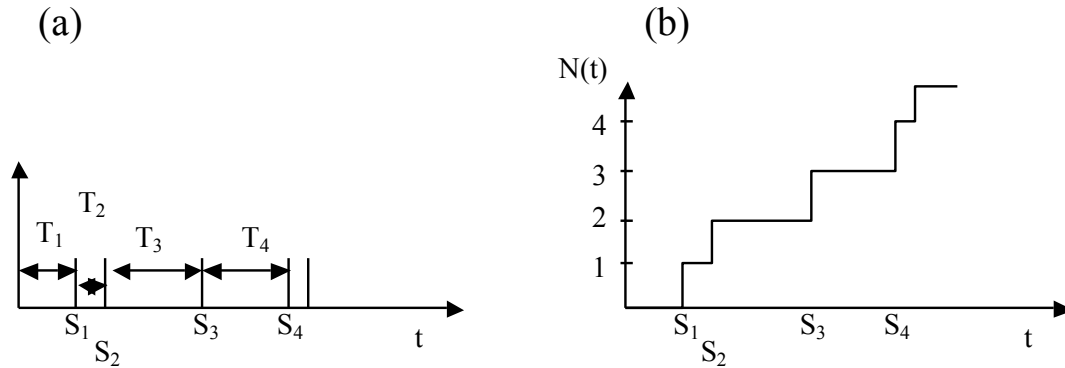 (a)
T₁
T₂
T₃
T₄
S₁
S₂
S₃
S₄
t
(b)
N(t)
4
3
2
1
S₁
S₂
S₃
S₄
t